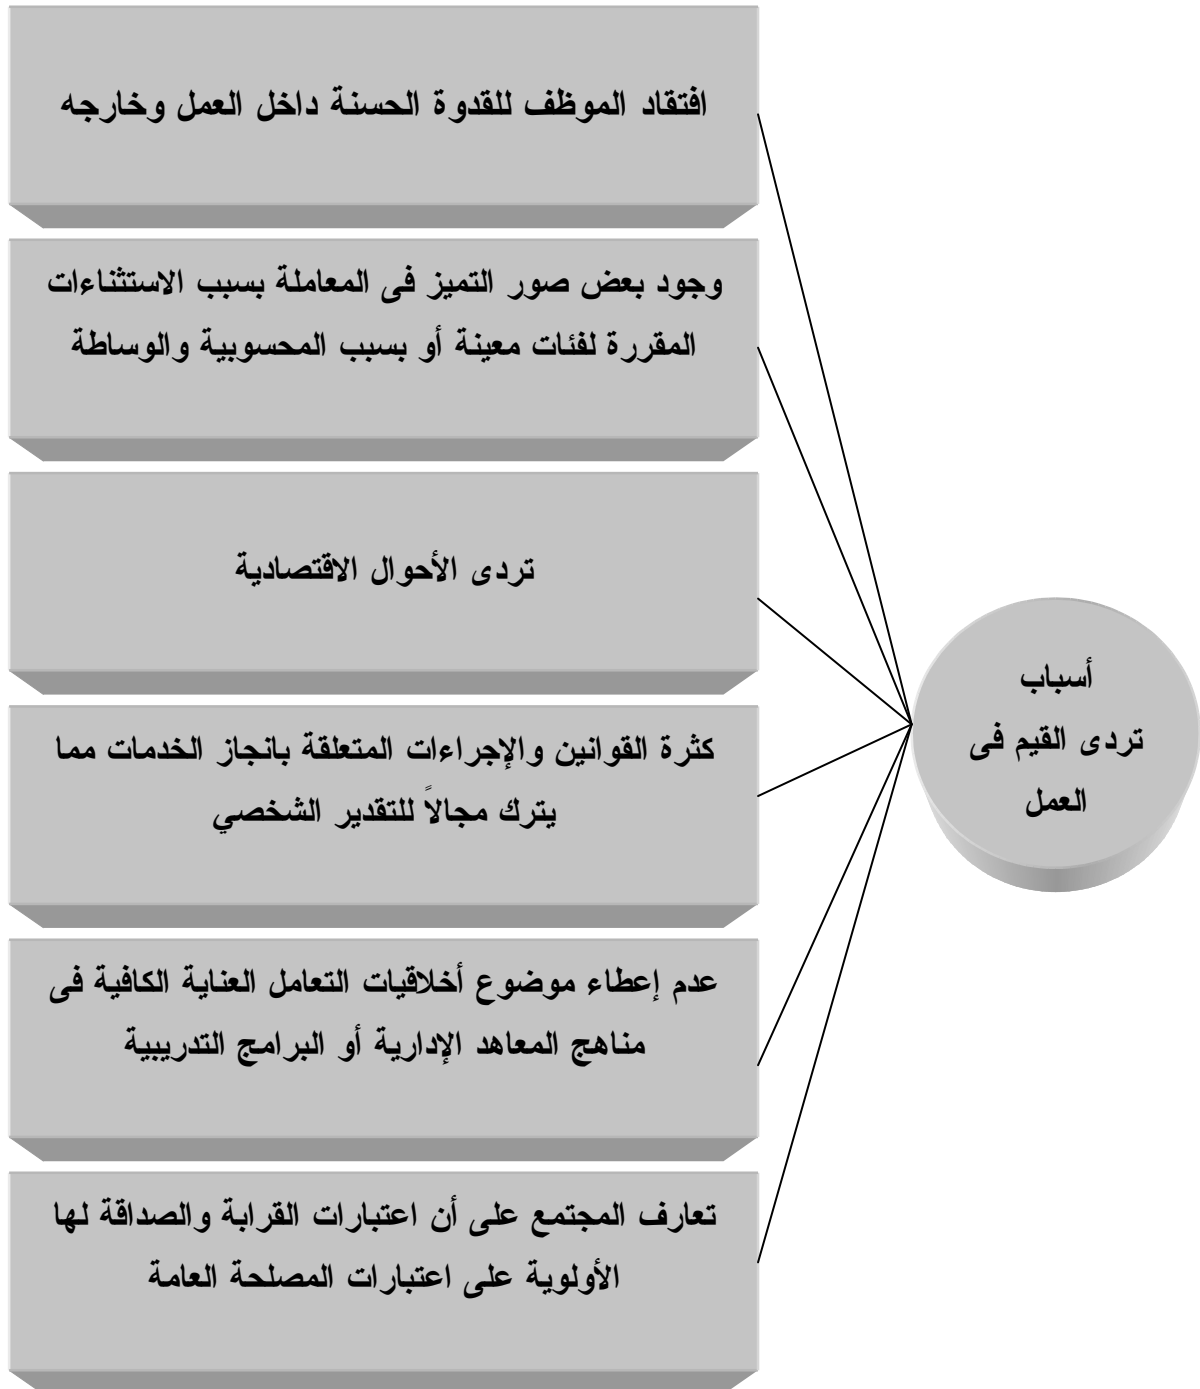 أسباب
تردى القيم فى
العمل
افتقاد الموظف للقدوة الحسنة داخل العمل وخارجه
وجود بعض صور التميز فى المعاملة بسبب الاستثناءات
المقررة لفئات معينة أو بسبب المحسوبية والوساطة
تردى الأحوال الاقتصادية
كثرة القوانين والإجراءات المتعلقة بانجاز الخدمات مما
يترك مجالاً للتقدير الشخصي
عدم إعطاء موضوع أخلاقيات التعامل العناية الكافية فى
مناهج المعاهد الإدارية أو البرامج التدريبية
تعارف المجتمع على أن اعتبارات القرابة والصداقة لها
الأولوية على اعتبارات المصلحة العامة